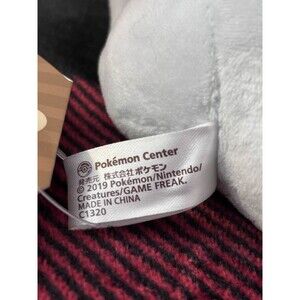 Pokémon Center
発売元 株式会社ポケモン
© 2019 Pokémon/Nintendo/
Creatures/GAME FREAK.
MADE IN CHINA
C1320